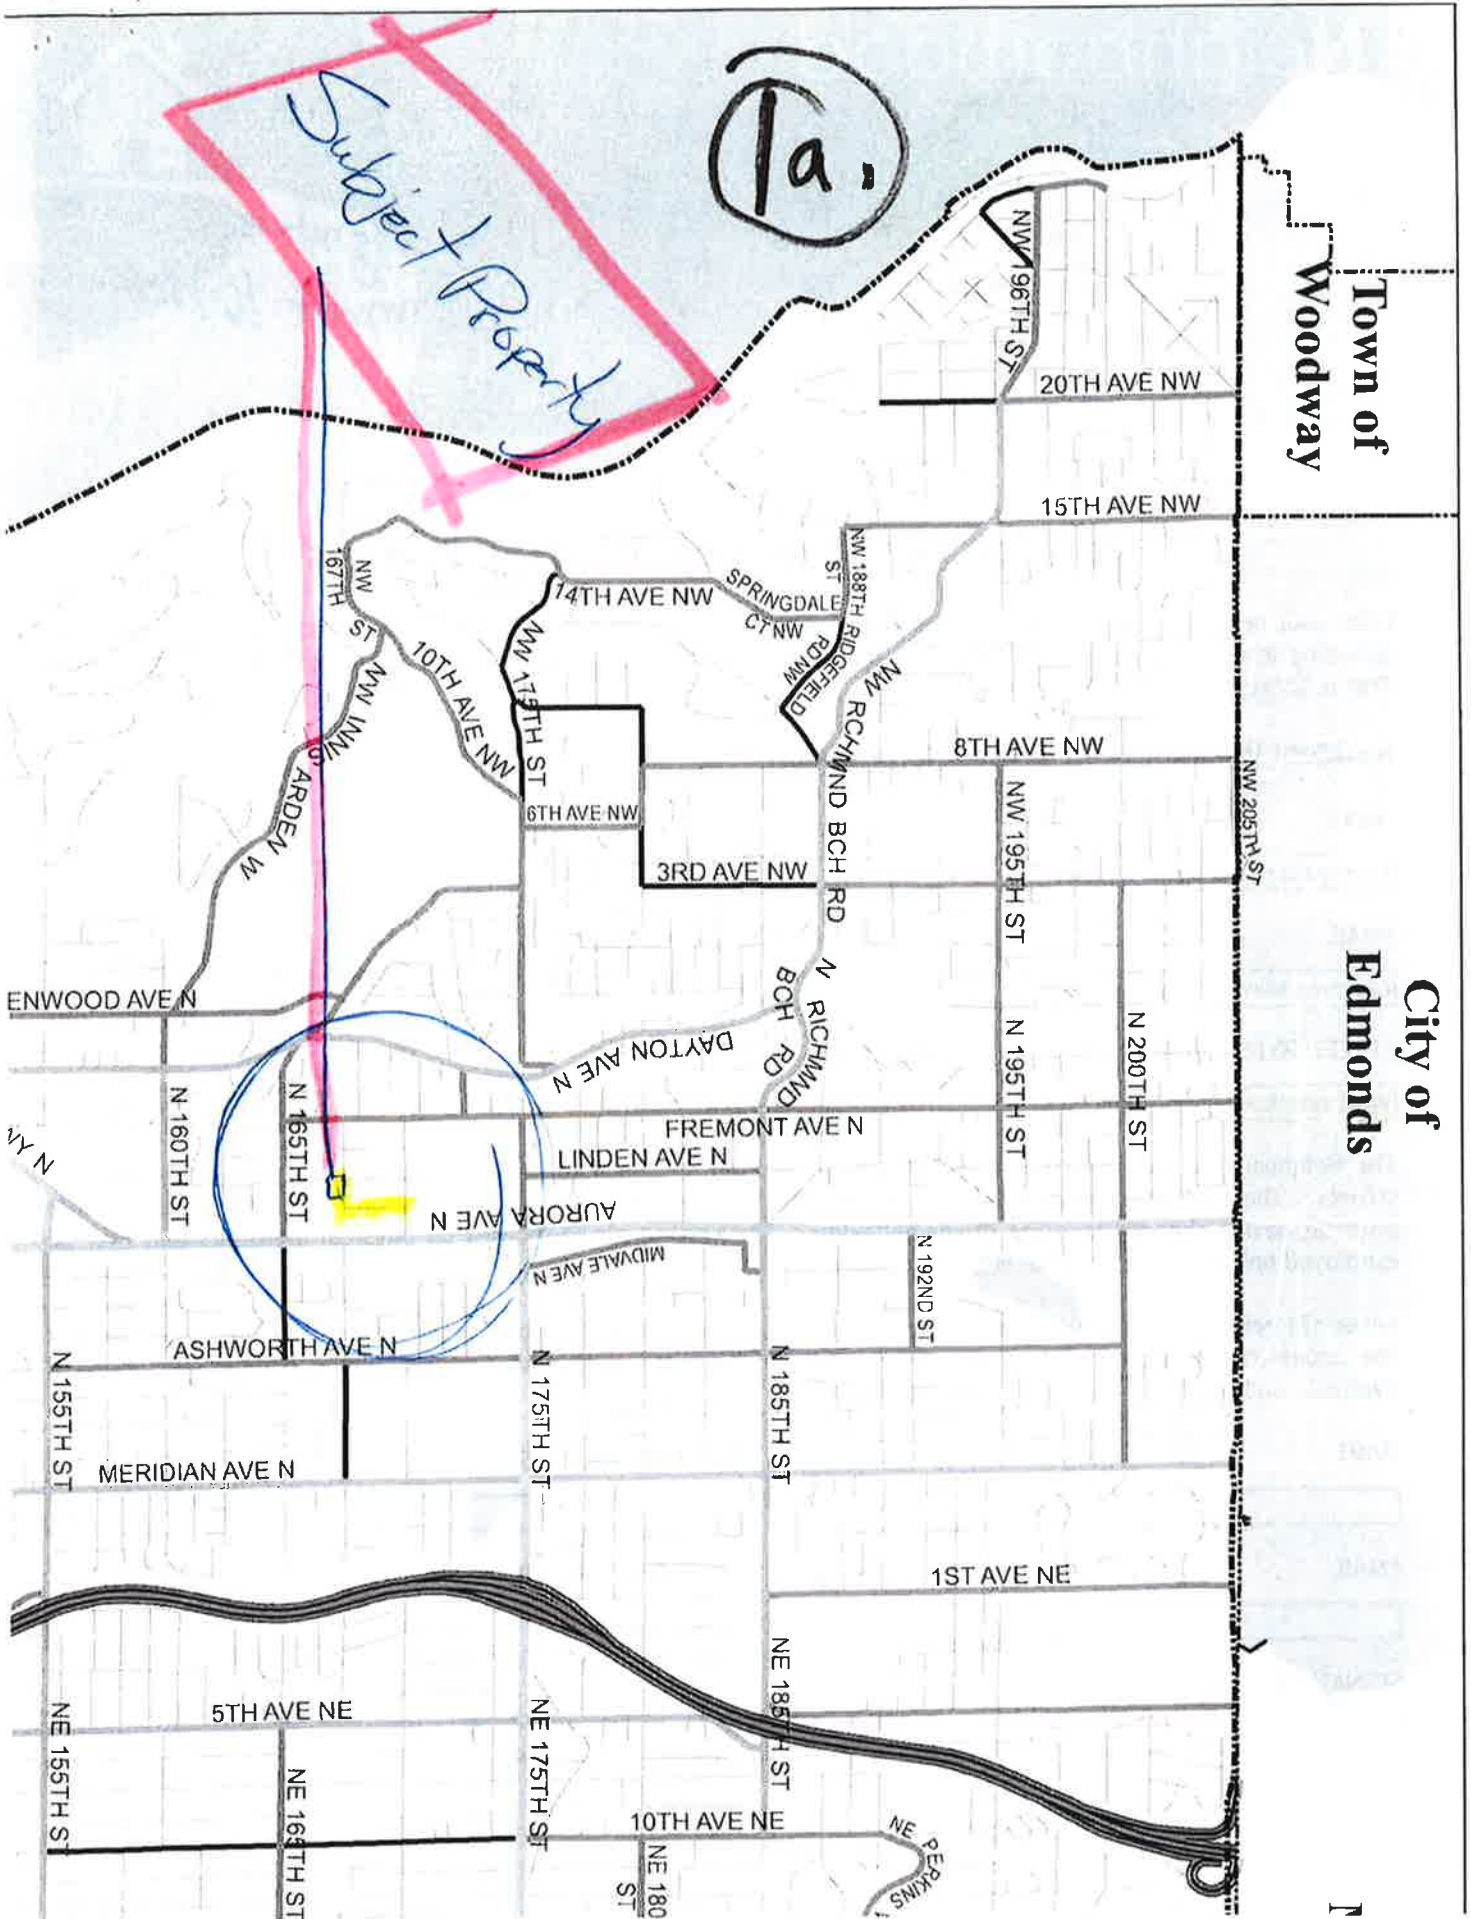 1a.
Subject Property
Town of
Woodway
City of
Edmonds
NW 196TH ST
20TH AVE NW
15TH AVE NW
NW 205TH ST
NW 188TH
ST
SPRINGDALE
CT NW
RIDGEFIELD
RD NW
14TH AVE NW
NW
167TH
ST
10TH AVE NW
NW 175TH ST
NW INNIS
ARDEN W
NW
RCHMND BCH RD
8TH AVE NW
6TH AVE NW
3RD AVE NW
NW 195TH ST
N RICHMND
BCH RD
ENWOOD AVE N
DAYTON AVE N
N 160TH ST
N 165TH ST
N 195TH ST
N 200TH ST
FREMONT AVE N
LINDEN AVE N
AURORA AVE N
MIDVALE AVE N
N 192ND ST
WY N
ASHWORTH AVE N
N 155TH ST
N 175TH ST
N 185TH ST
MERIDIAN AVE N
1ST AVE NE
5TH AVE NE
NE 155TH ST
NE 165TH ST
NE 175TH ST
NE 185TH ST
10TH AVE NE
NE 180
ST
NE PERKINS